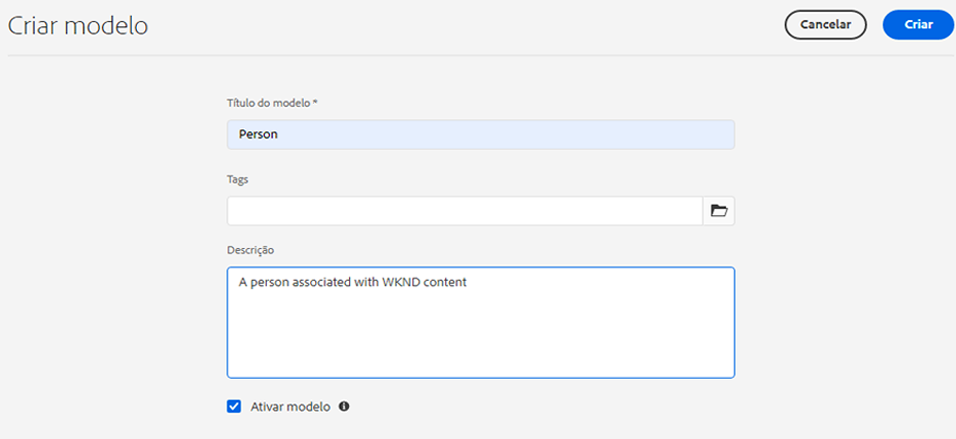 Criar modelo
Cancelar
Criar
Título do modelo *
Person
Tags
Descrição
A person associated with WKND content
Ativar modelo